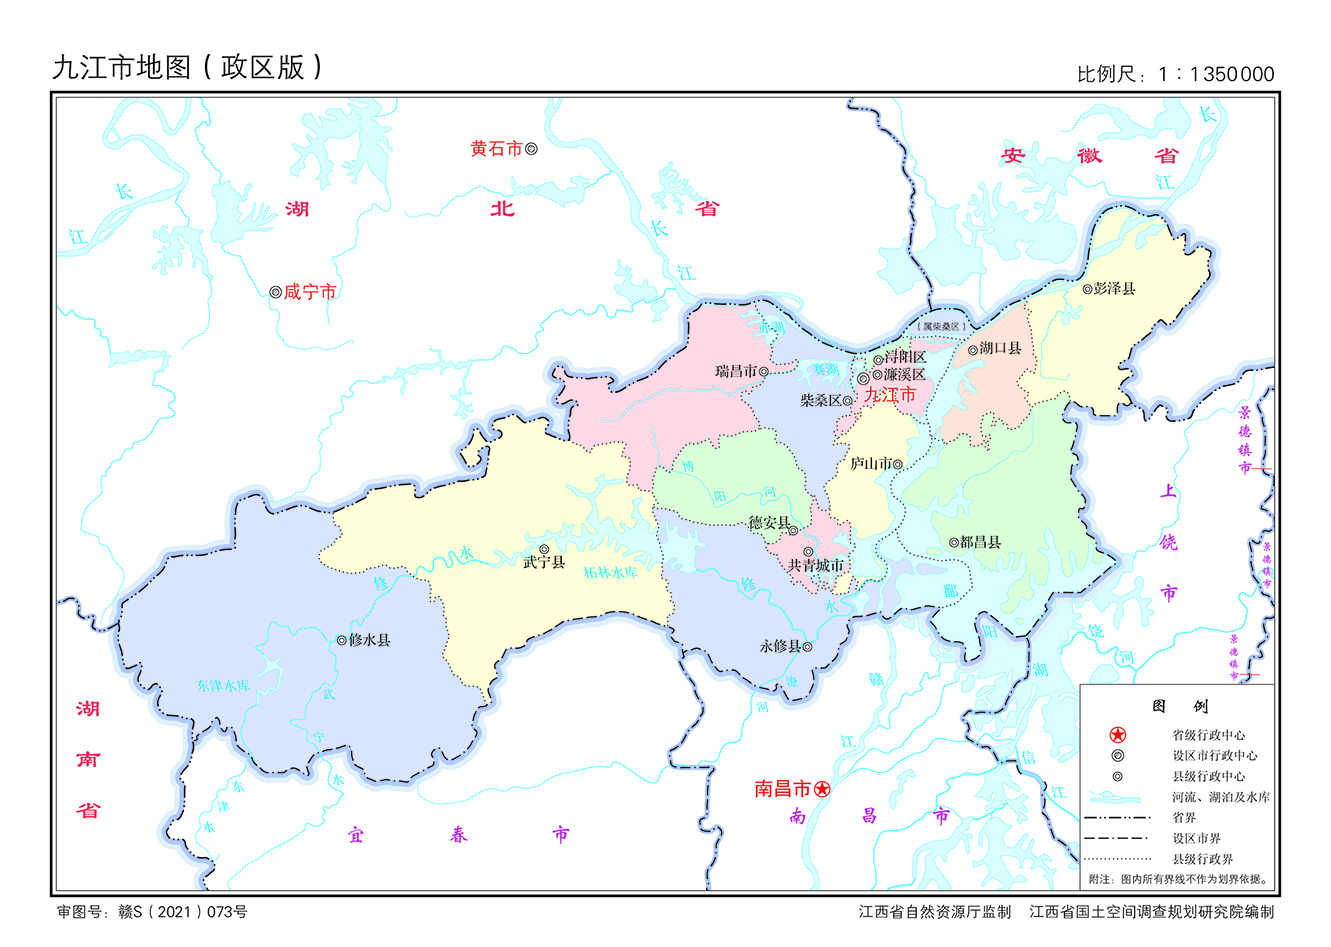 九江市地图（政区版）
比例尺：1：1350000
黄石市
安徽省
长
长
江
湖北省
江
长
江
咸宁市
彭泽县
赤湖
（属柴桑区）
湖口县
浔阳区
瑞昌市
赛湖
濂溪区
柴桑区
九江市
景德镇市
博阳河
庐山市
上饶市
德安县
都昌县
修水
武宁县
柘林水库
共青城市
景德镇市
修水
鄱阳湖
修水县
永修县
饶河
景德镇市
东津水库
武宁水
潦河
赣江
湖南省
东津水
信江
南昌市
宜春市
南昌市
图例
省级行政中心
设区市行政中心
县级行政中心
河流、湖泊及水库
省界
设区市界
县级行政界
附注：图内所有界线不作为划界依据。
审图号：赣S（2021）073号
江西省自然资源厅监制 江西省国土空间调查规划研究院编制